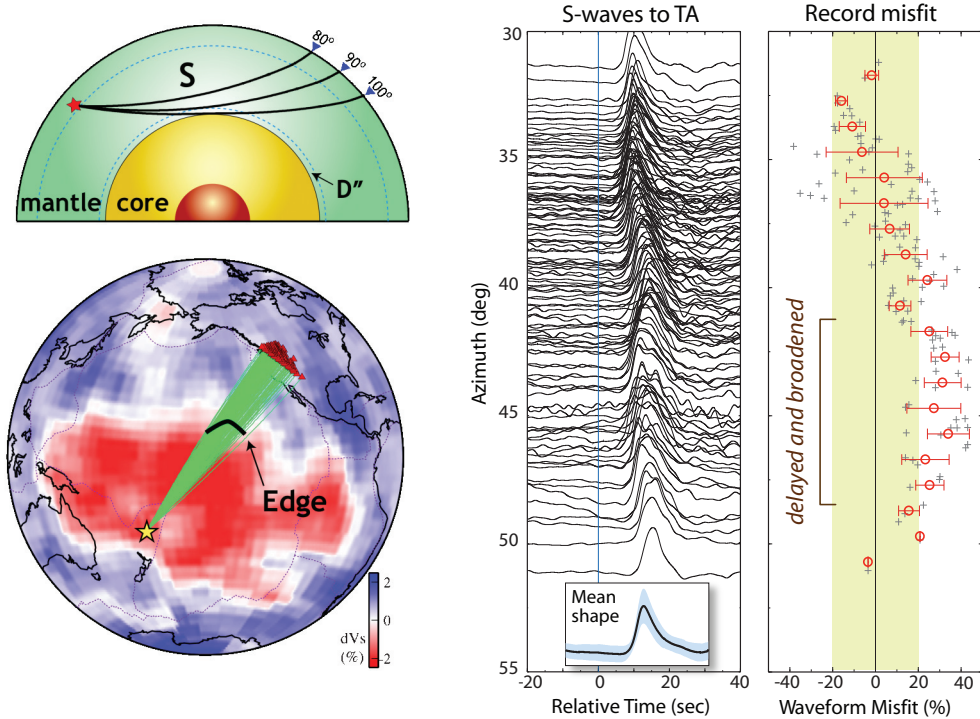 80°
90°
100°
S
D"
mantle
core
Edge
2
0
-2
dVs
(%)
S-waves to TA
30
35
40
45
50
55
Azimuth (deg)
Mean
shape
-20
0
20
40
Relative Time (sec)
Record misfit
delayed and broadened
-40
-20
0
20
40
Waveform Misfit (%)